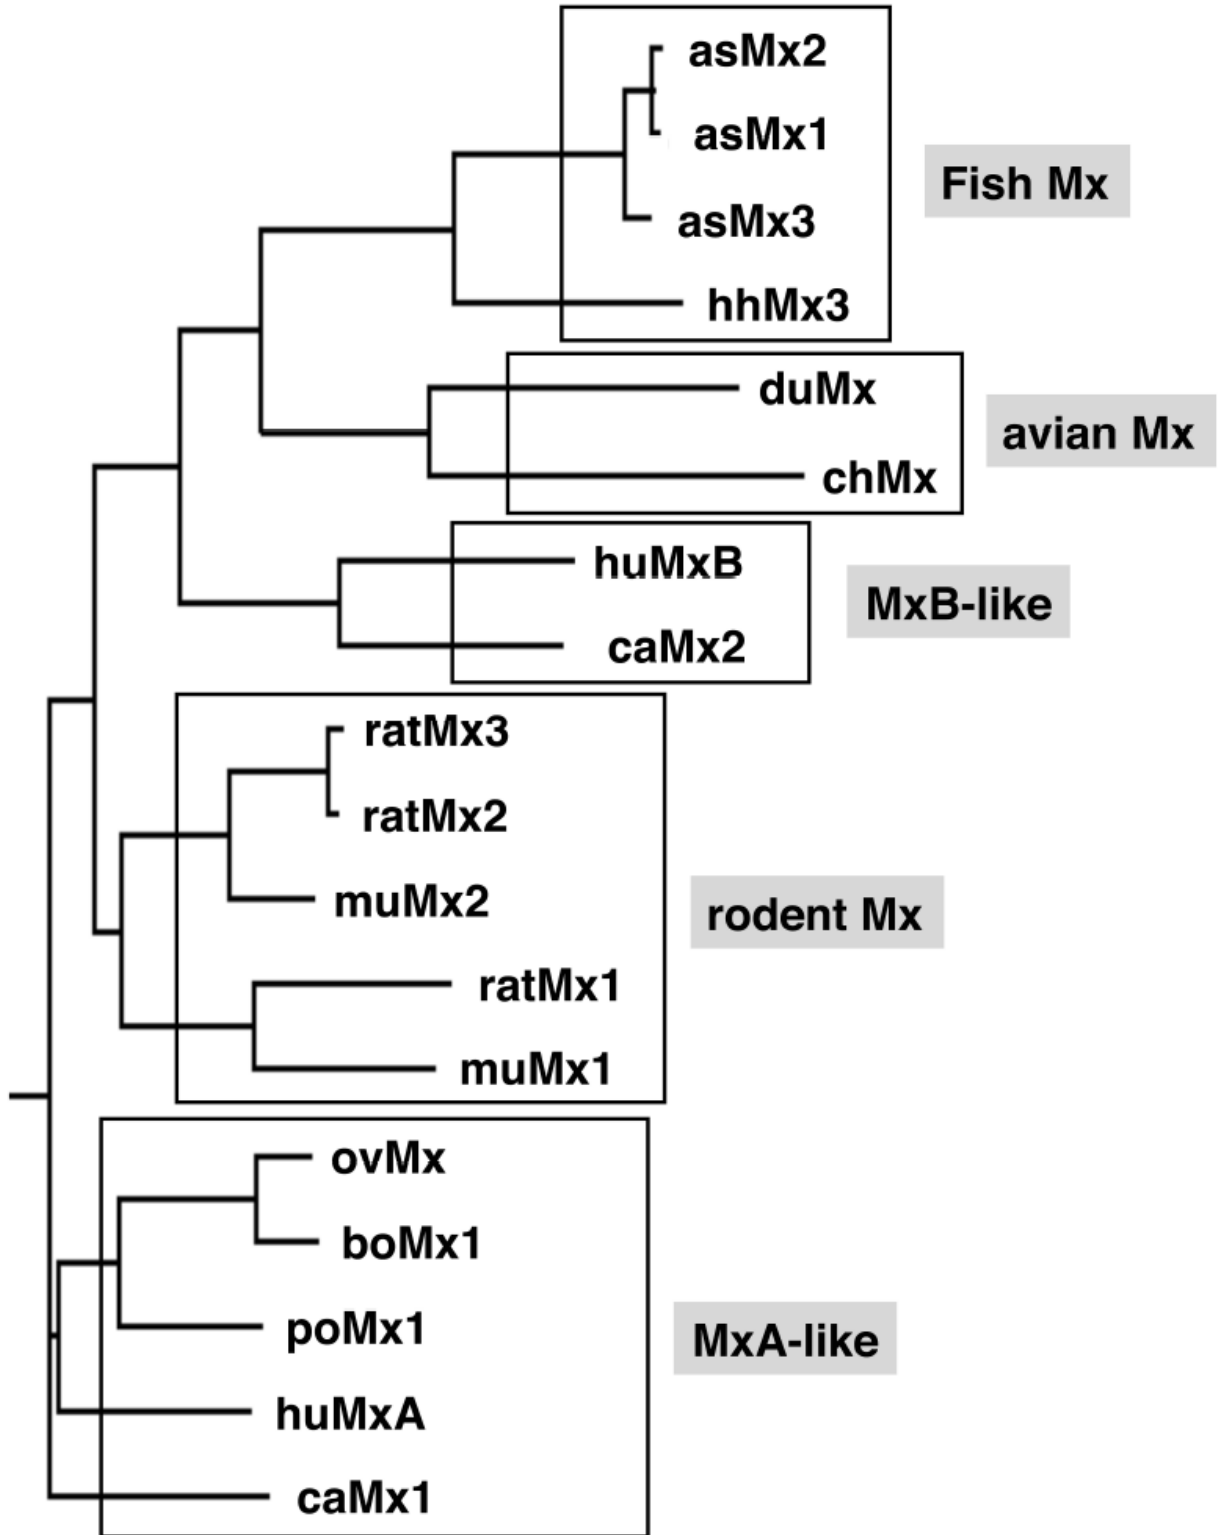 asMx2
asMx1
Fish Mx
asMx3
hhMx3
duMx
avian Mx
chMx
huMxB
MxB-like
caMx2
ratMx3
ratMx2
muMx2
rodent Mx
ratMx1
muMx1
ovMx
boMx1
poMx1
MxA-like
huMxA
caMx1